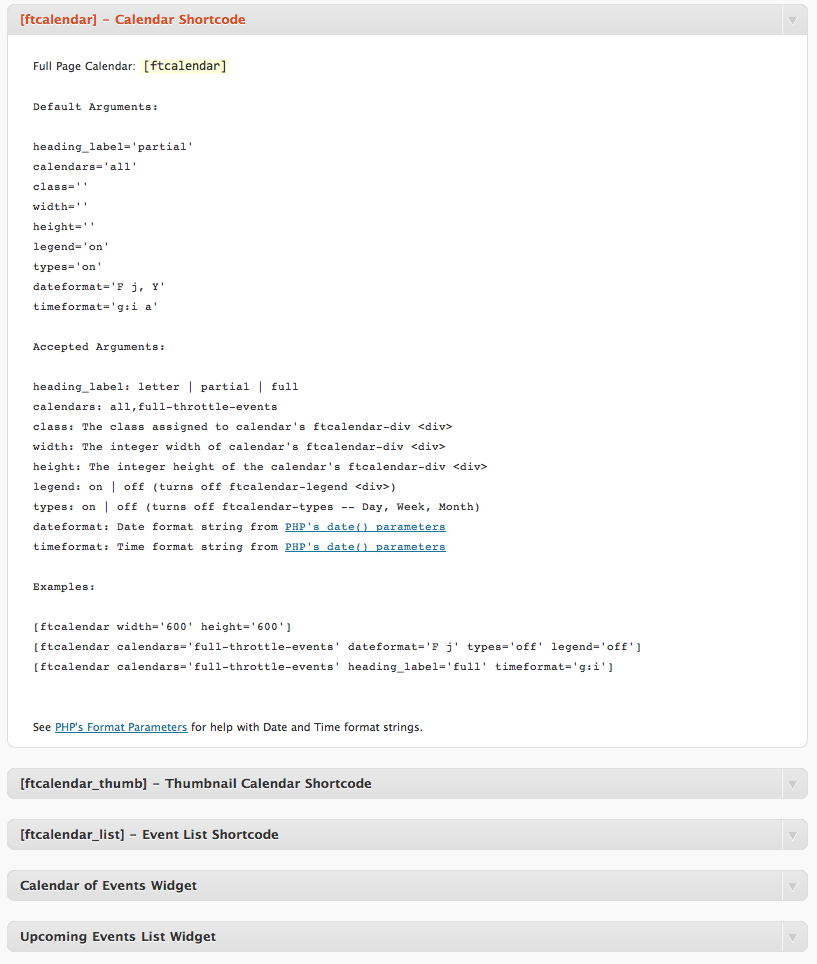 [ftcalendar] – Calendar Shortcode
Full Page Calendar: [ftcalendar]
Default Arguments:
heading_label='partial'
calendars='all'
class=''
width=''
height=''
legend='on'
types='on'
dateformat='F j, Y'
timeformat='g:i a'
Accepted Arguments:
heading_label: letter | partial | full
calendars: all,full-throttle-events
class: The class assigned to calendar's ftcalendar-div <div>
width: The integer width of calendar's ftcalendar-div <div>
height: The integer height of the calendar's ftcalendar-div <div>
legend: on | off (turns off ftcalendar-legend <div>)
types: on | off (turns off ftcalendar-types -- Day, Week, Month)
dateformat: Date format string from PHP's date() parameters
timeformat: Time format string from PHP's date() parameters
Examples:
[ftcalendar width='600' height='600']
[ftcalendar calendars='full-throttle-events' dateformat='F j' types='off' legend='off']
[ftcalendar calendars='full-throttle-events' heading_label='full' timeformat='g:i']
See PHP's Format Parameters for help with Date and Time format strings.
[ftcalendar_thumb] – Thumbnail Calendar Shortcode
[ftcalendar_list] – Event List Shortcode
Calendar of Events Widget
Upcoming Events List Widget